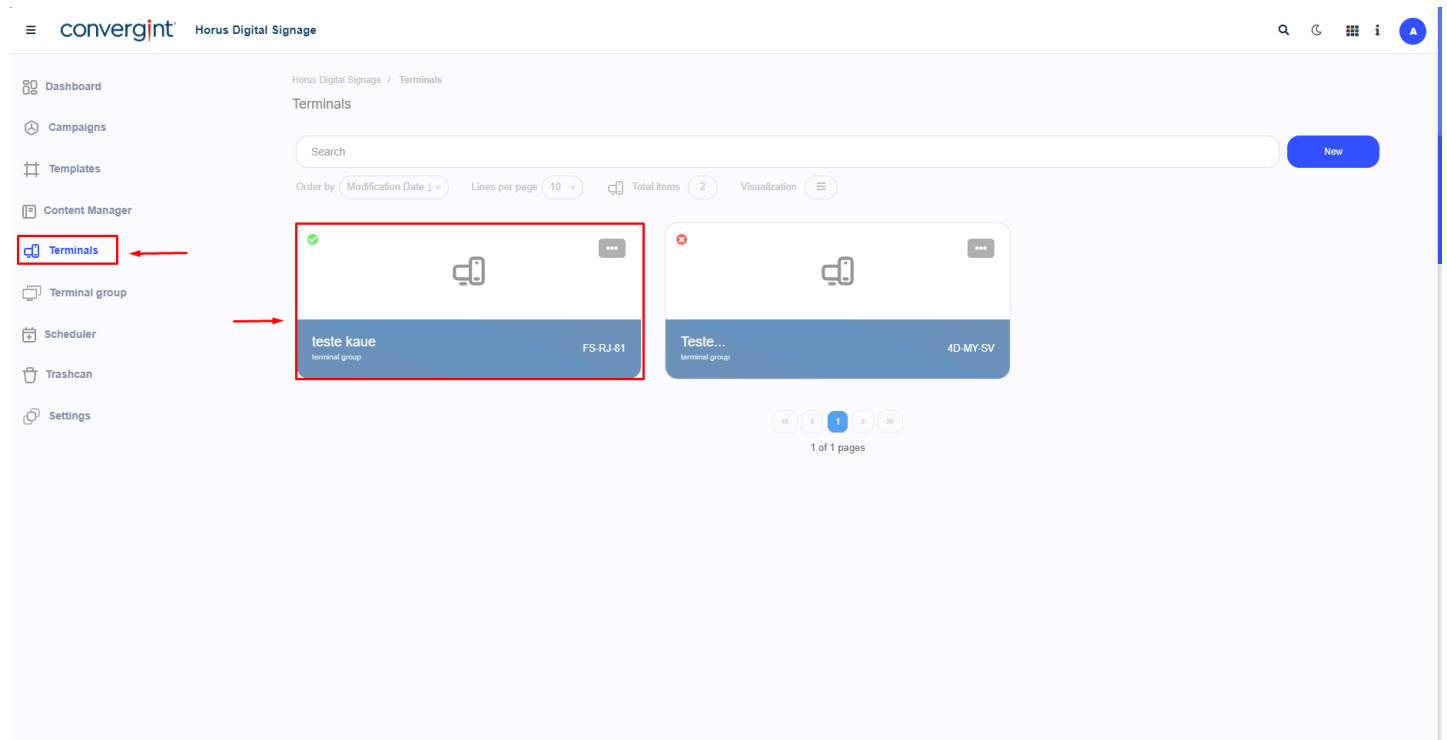 convergint Horus Digital Signage
i
A
Dashboard
Campaigns
Templates
Content Manager
Terminals
Terminal group
Scheduler
Trashcan
Settings
Horus Digital Signage / Terminals
Terminals
Search
New
Order by Modification Date ↓ Lines per page 10 Total items 2 Visualization
teste kaue
terminal group
FS-RJ-81
Teste...
terminal group
4D-MY-SV
« ‹ 1 › »
1 of 1 pages